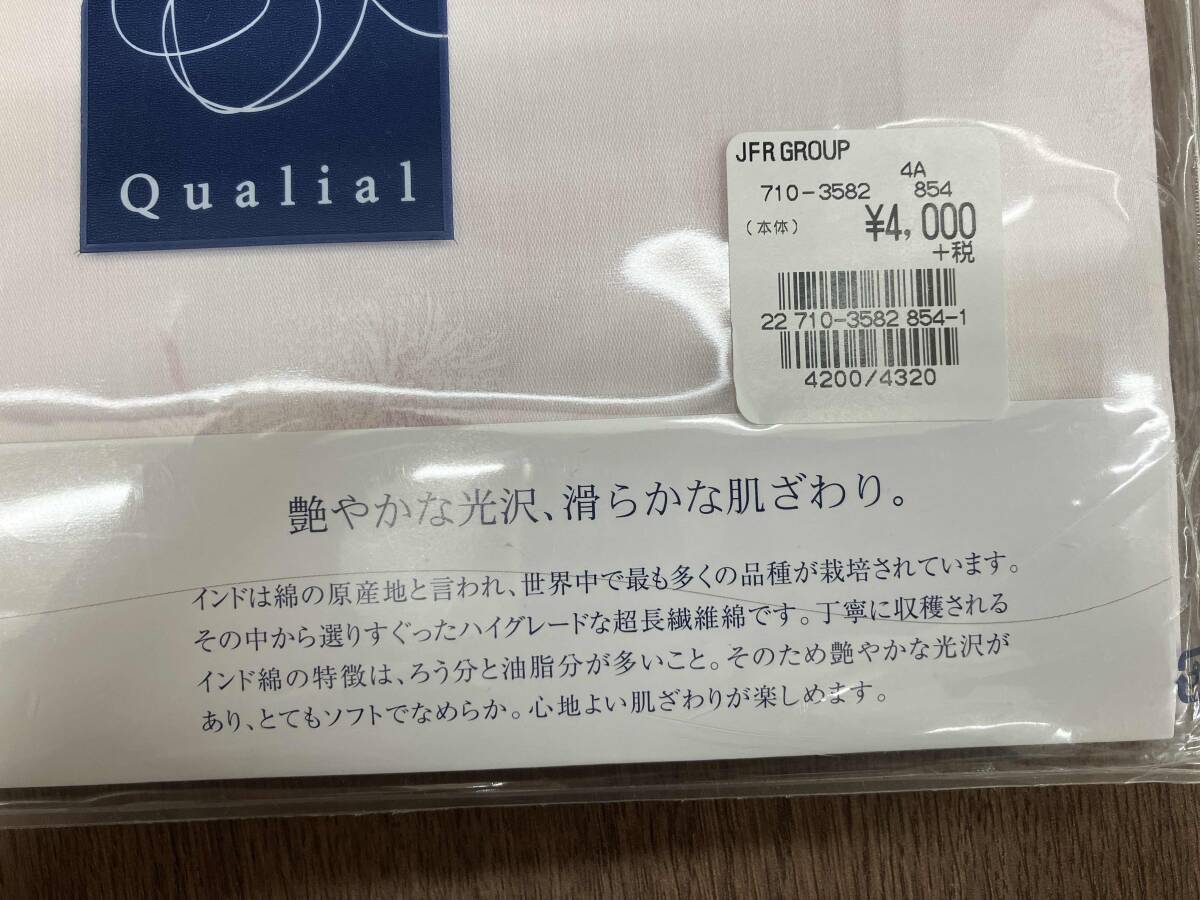 Qualial
JFR GROUP
4A
710-3582 854
(本体) ¥4,000
+税
22 710-3582 854-1
4200/4320
艶やかな光沢、滑らかな肌ざわり。
インドは綿の原産地と言われ、世界中で最も多くの品種が栽培されています。
その中から選りすぐったハイグレードな超長繊維綿です。丁寧に収穫される
インド綿の特徴は、ろう分と油脂分が多いこと。そのため艶やかな光沢が
あり、とてもソフトでなめらか。心地よい肌ざわりが楽しめます。